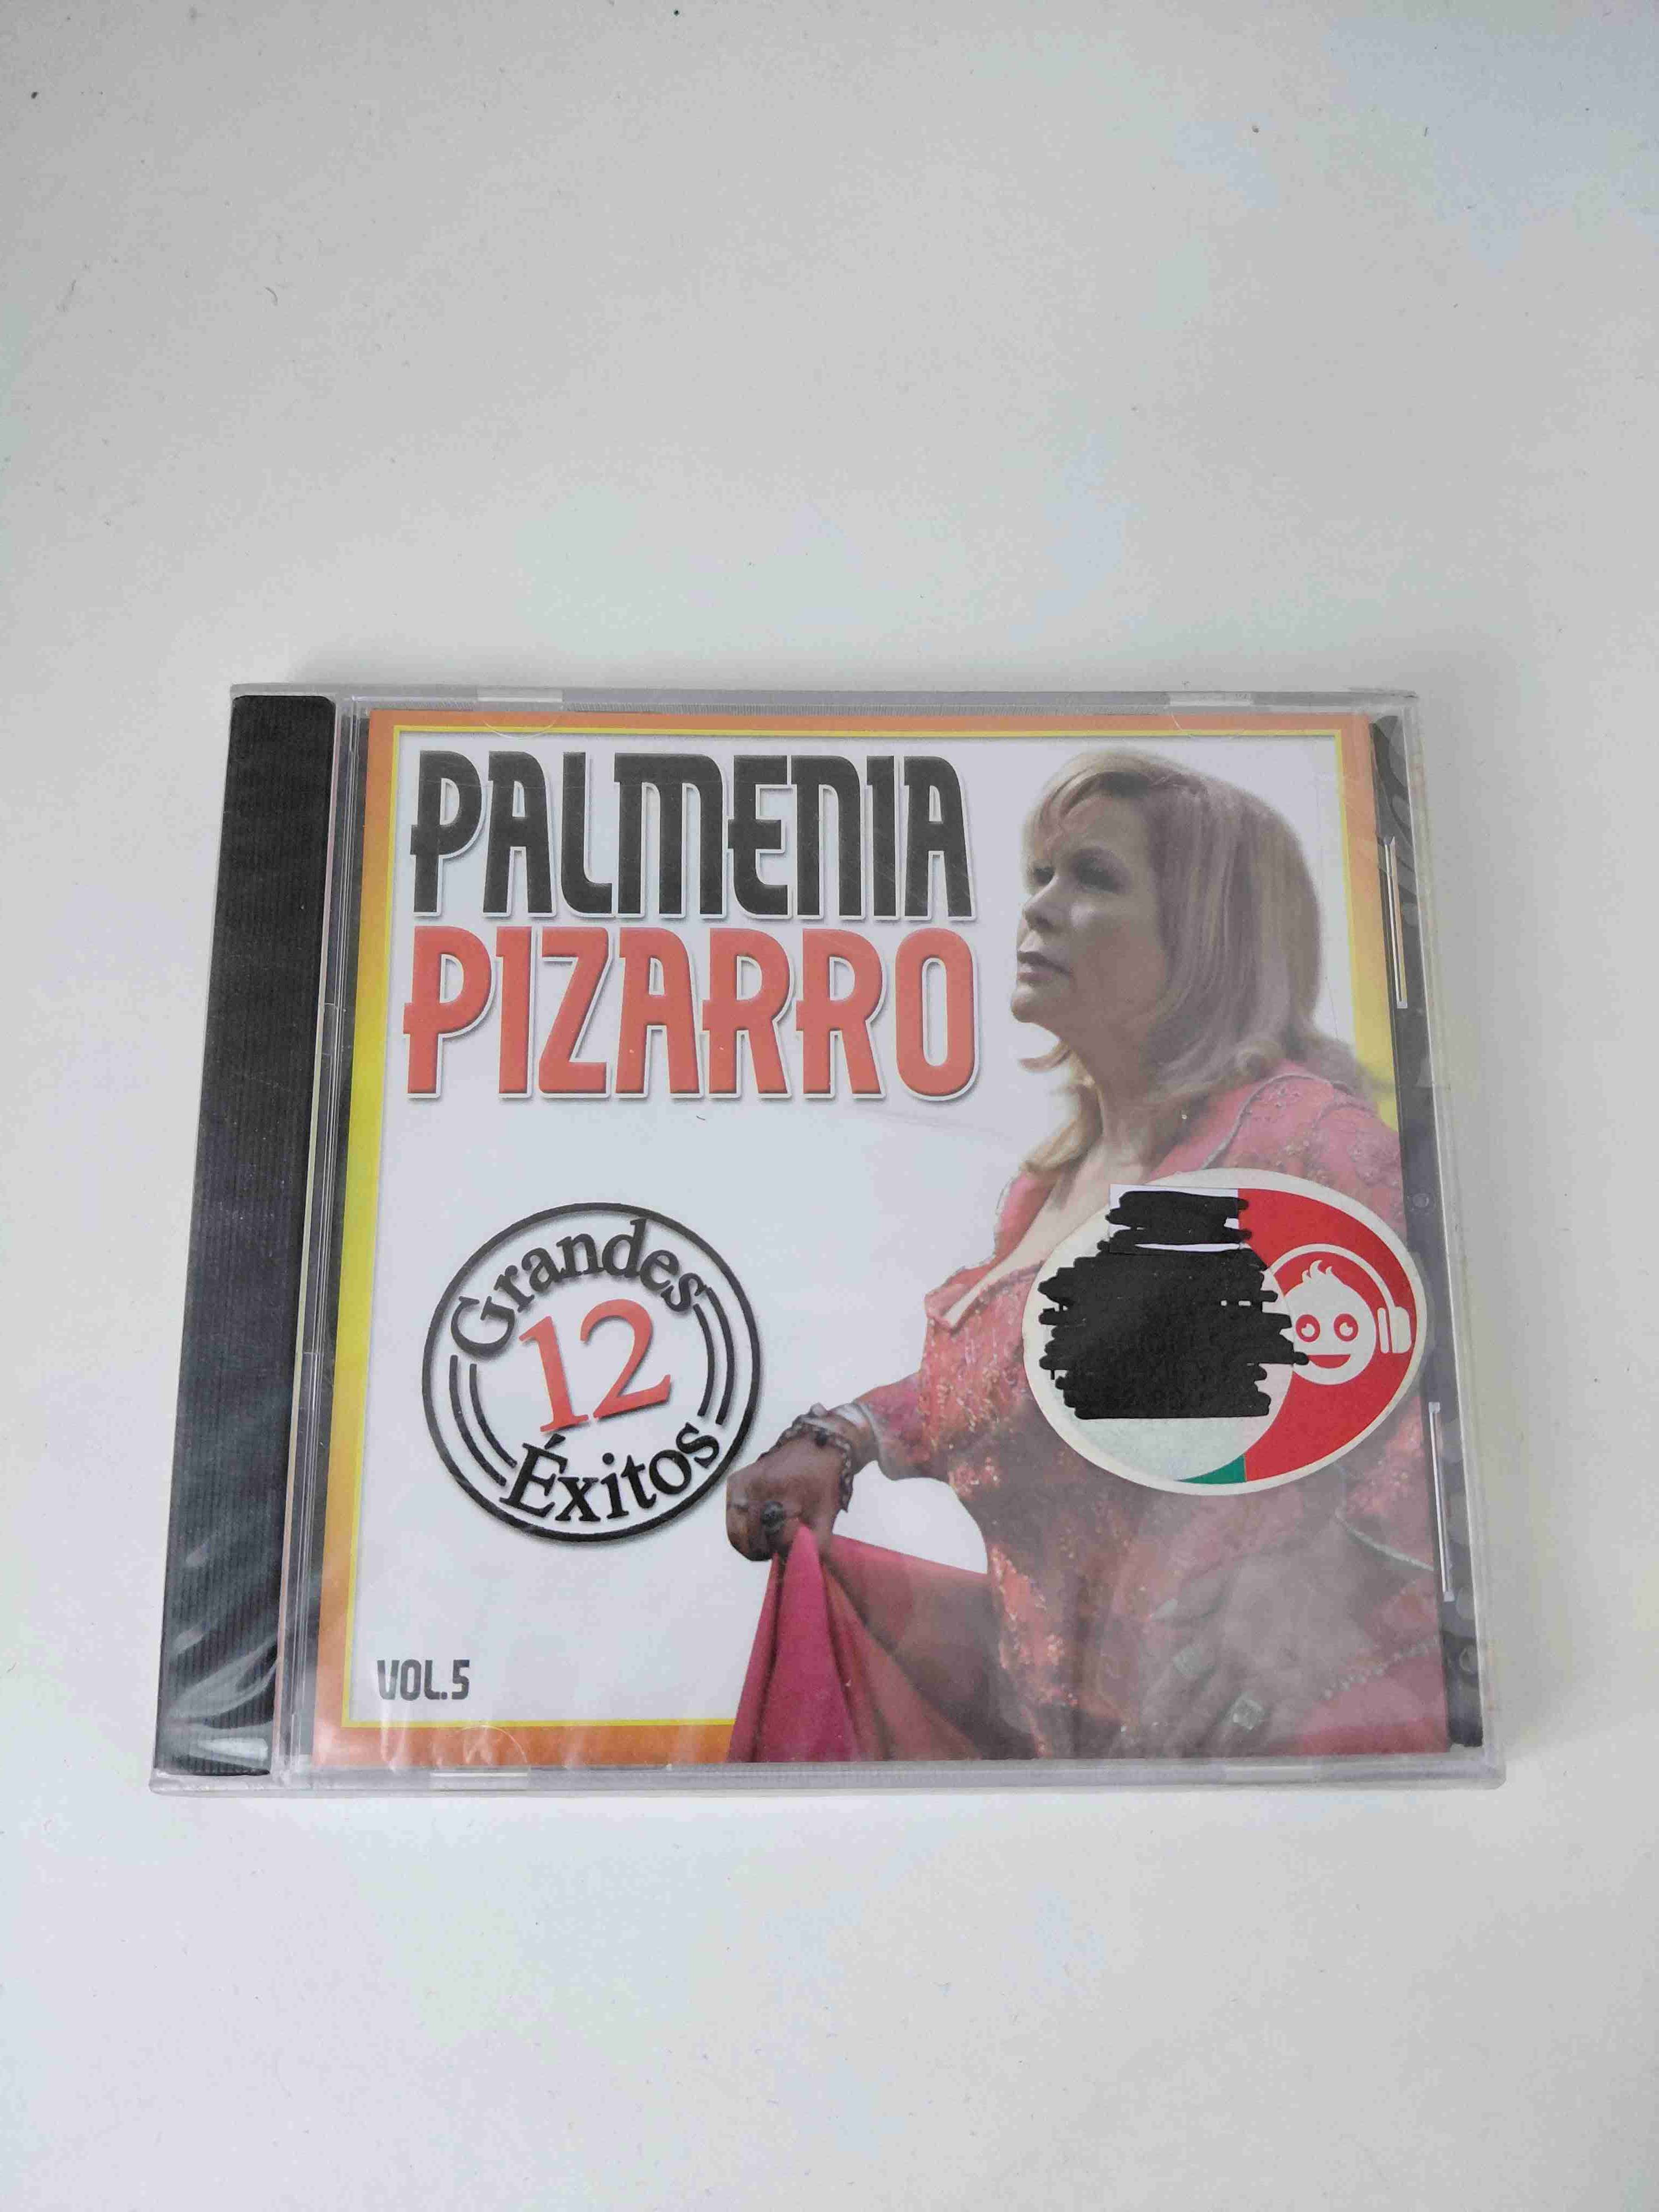 PALMENIA
PIZARRO
Grandes
12
Éxitos
VOL.5